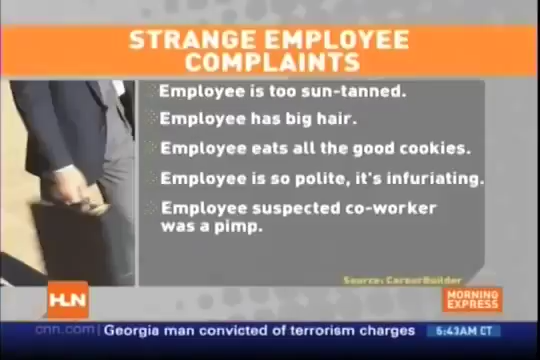 STRANGE EMPLOYEE
COMPLAINTS
Employee is too sun-tanned.
Employee has big hair.
Employee eats all the good cookies.
Employee is so polite, it's infuriating.
Employee suspected co-worker
was a pimp.
Source: CareerBuilder
HLN
MORNING
EXPRESS
cnn.com
Georgia man convicted of terrorism charges
6:43AM CT